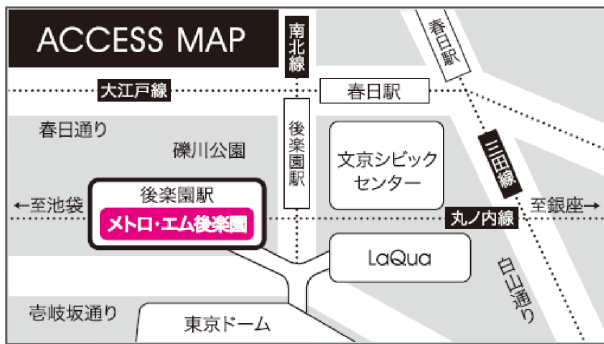 ACCESS MAP
南北線
春日駅
大江戸線
春日駅
春日通り
礫川公園
後楽園駅
文京シビック
センター
三田線
後楽園駅
←至池袋
メトロ・エム後楽園
丸ノ内線
至銀座→
LaQua
白山通り
壱岐坂通り
東京ドーム